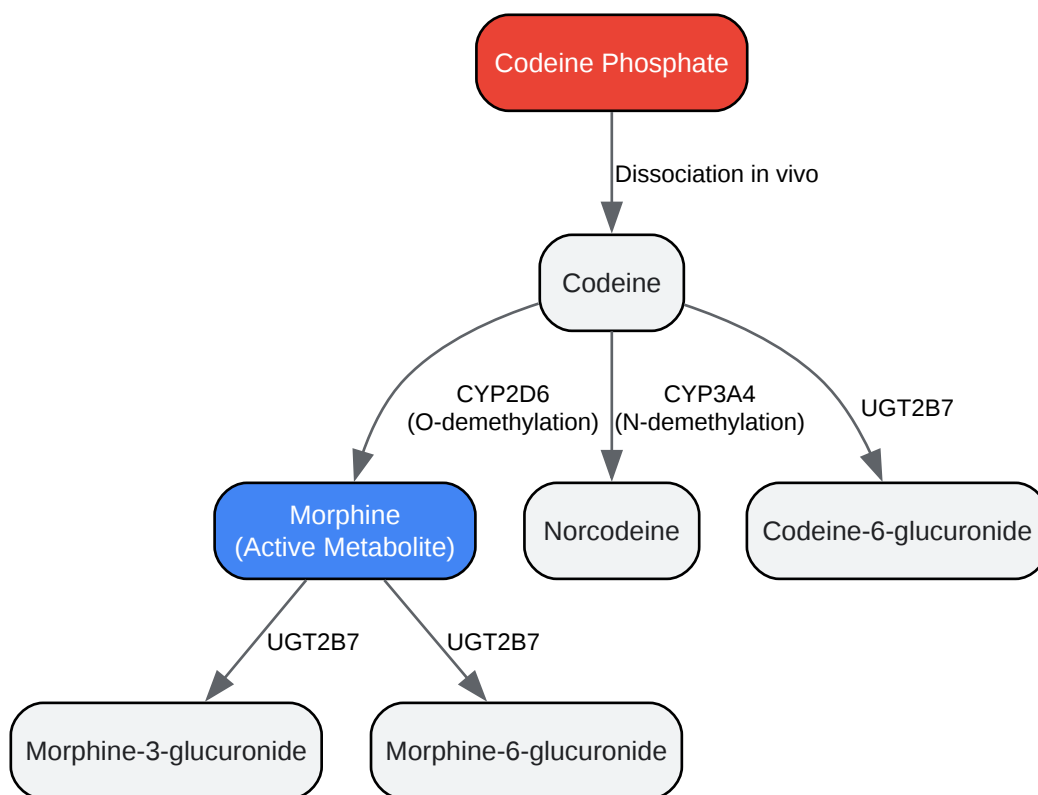 Codeine Phosphate
Dissociation in vivo
Codeine
CYP2D6
(O-demethylation)
CYP3A4
(N-demethylation)
UGT2B7
Morphine
(Active Metabolite)
Norcodeine
Codeine-6-glucuronide
UGT2B7
UGT2B7
Morphine-3-glucuronide
Morphine-6-glucuronide